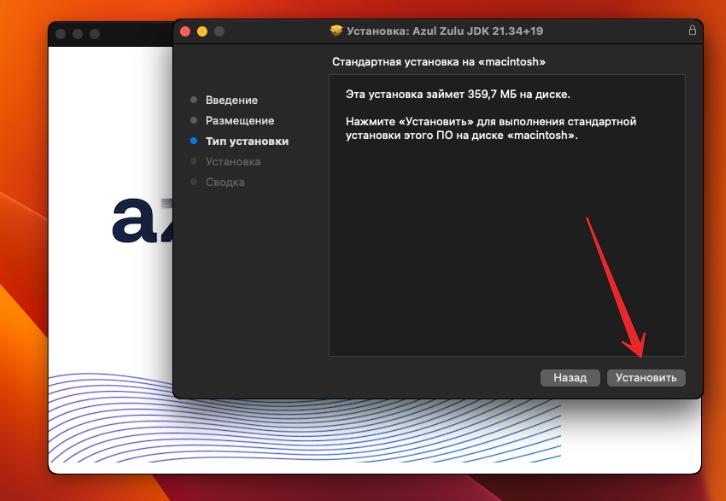 Установка: Azul Zulu JDK 21.34+19
Стандартная установка на «macintosh»
Введение
Размещение
Тип установки
Установка
Сводка
Эта установка займет 359,7 МБ на диске.
Нажмите «Установить» для выполнения стандартной
установки этого ПО на диске «macintosh».
Назад
Установить